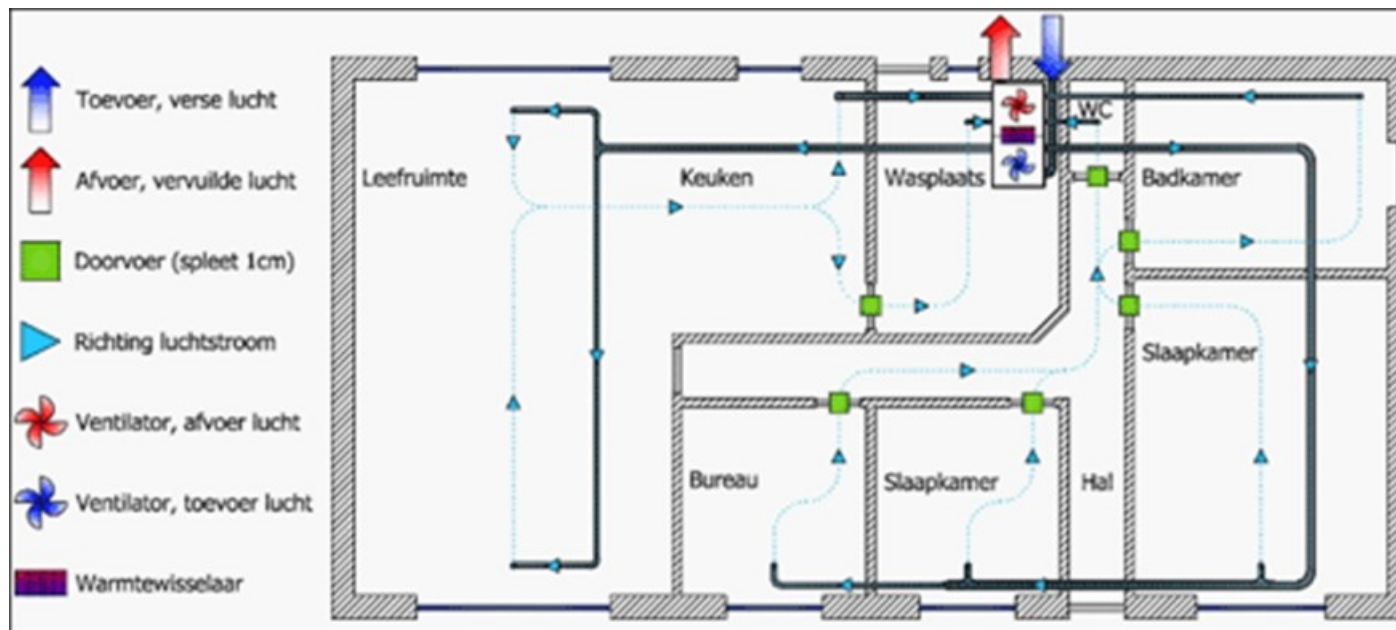 Toevoer, verse lucht
Afvoer, vervuilde lucht
Doorvoer (spleet 1cm)
Richting luchtstroom
Ventilator, afvoer lucht
Ventilator, toevoer lucht
Warmtewisselaar
WC
Leefruimte
Keuken
Wasplaats
Badkamer
Slaapkamer
Bureau
Slaapkamer
Hal